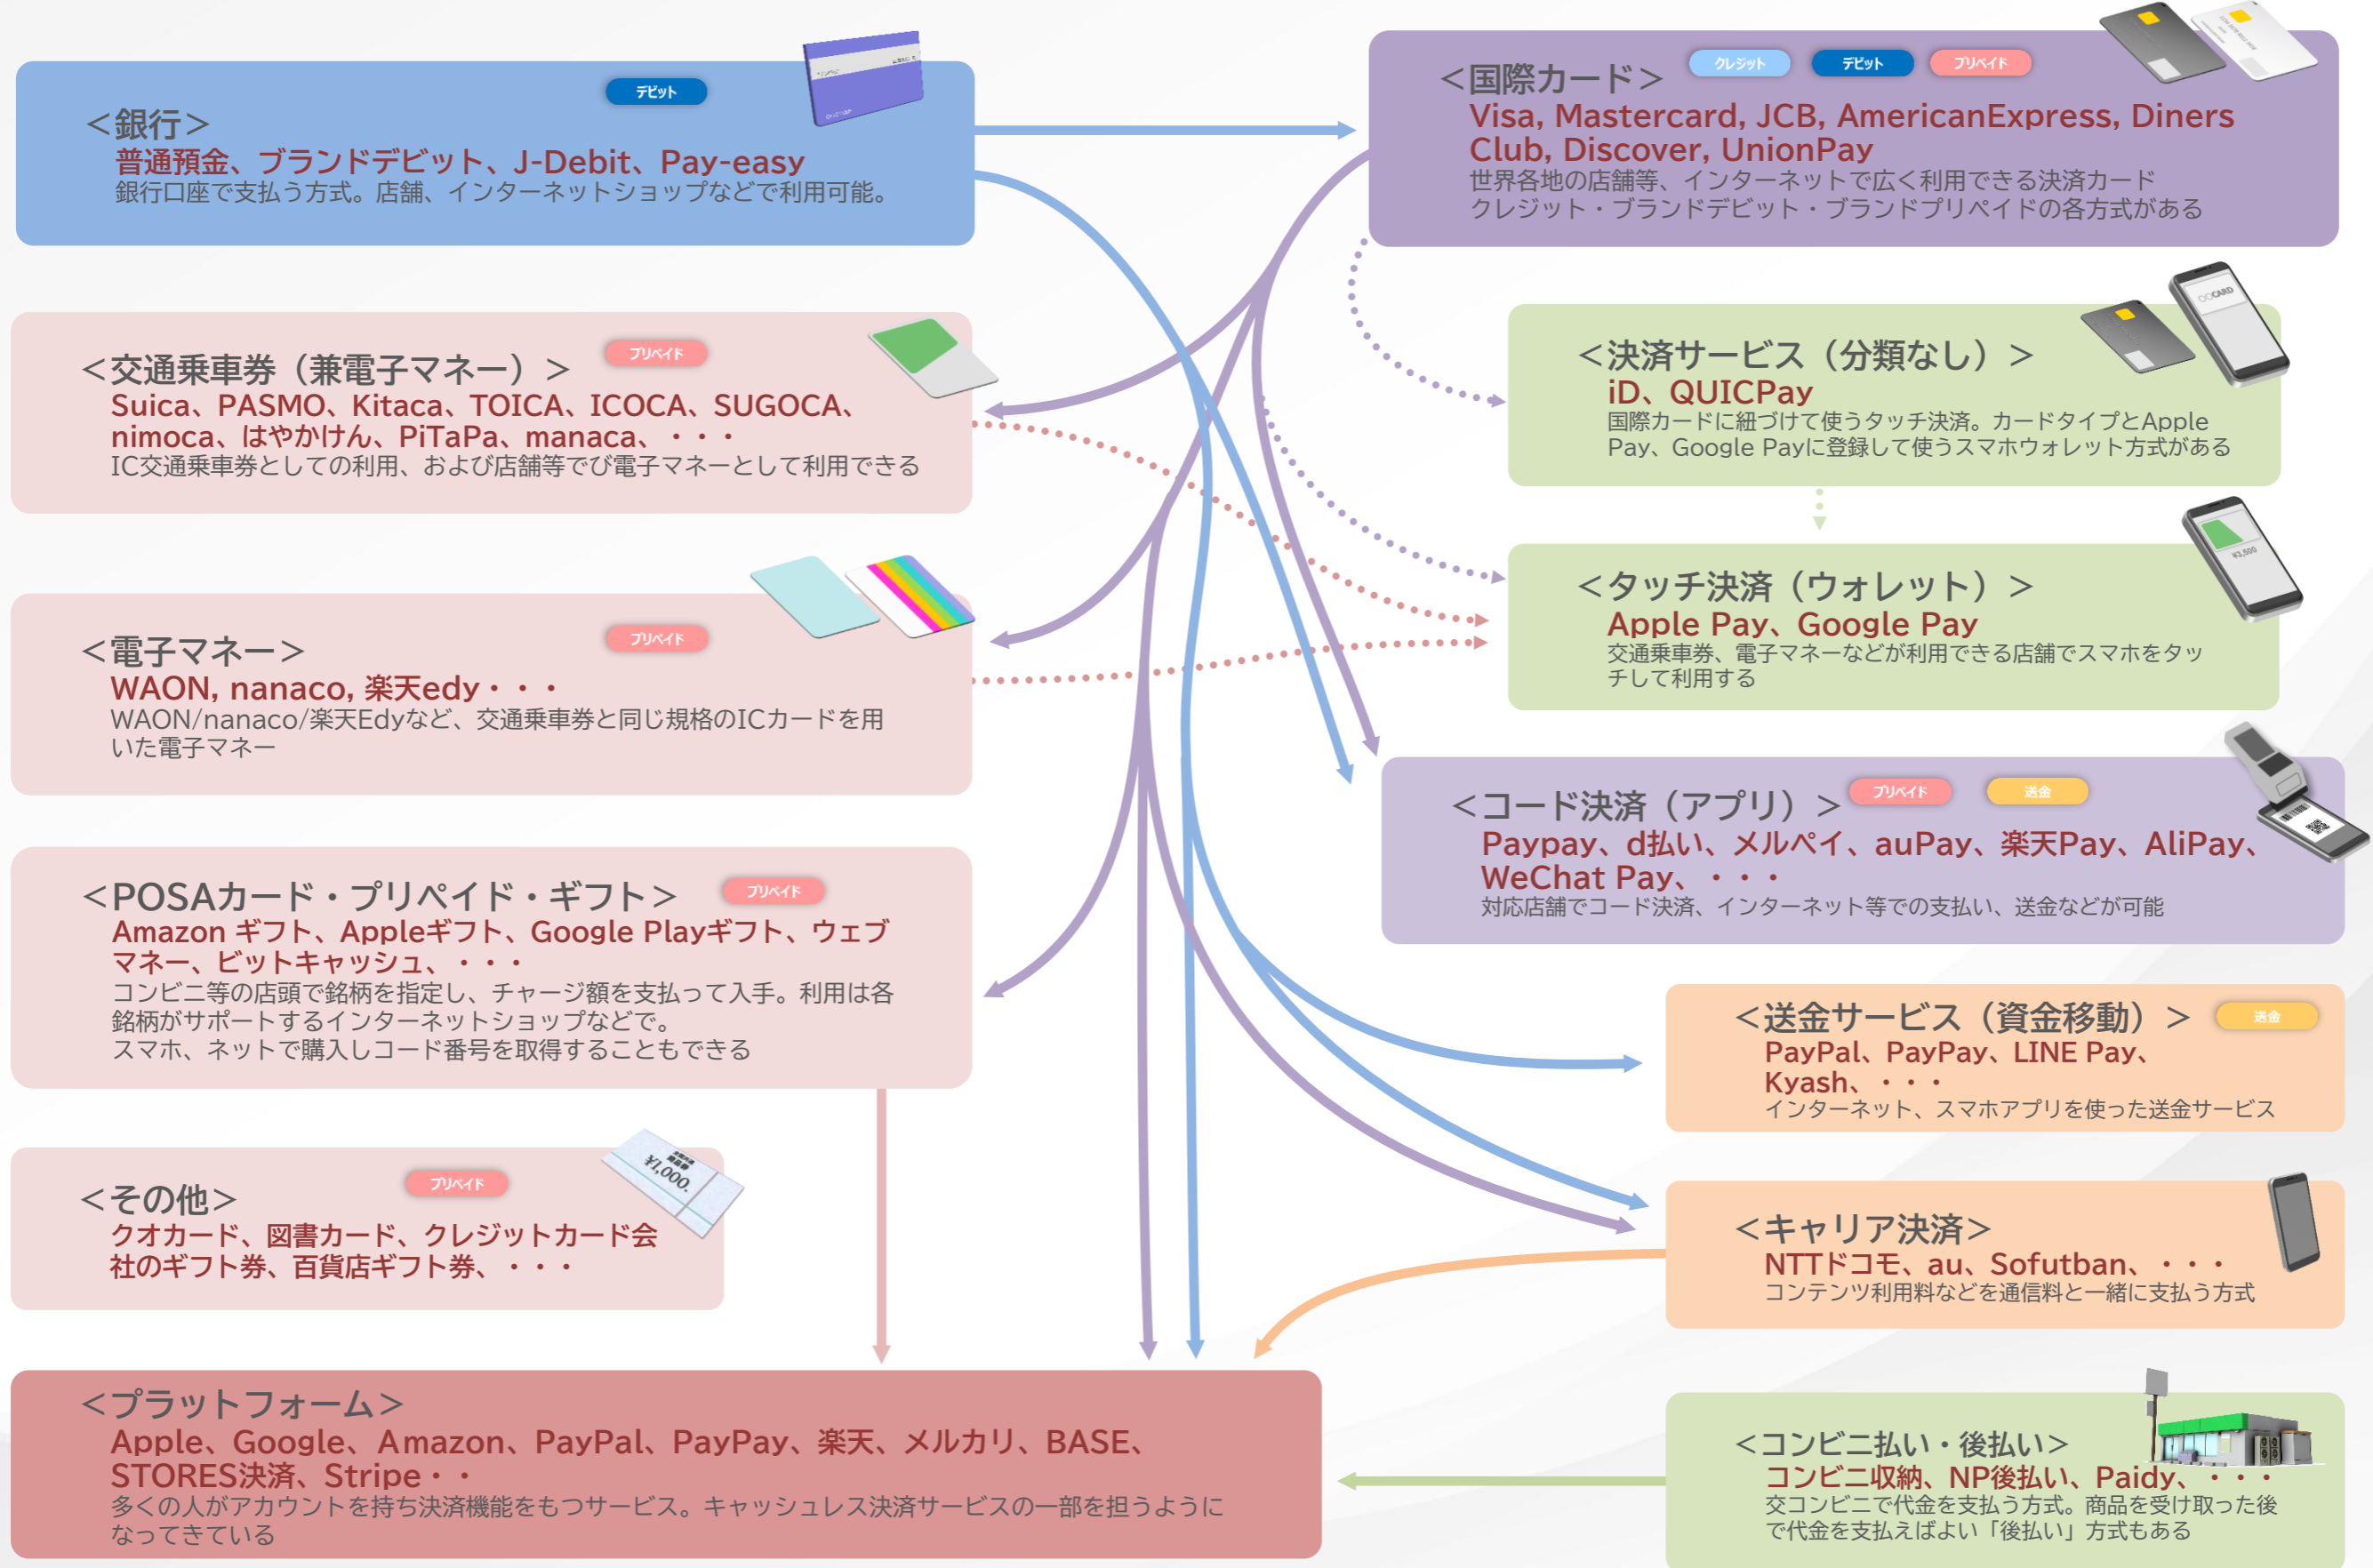 ＜銀行＞
デビット
普通預金、ブランドデビット、J-Debit、Pay-easy
銀行口座で支払う方式。店舗、インターネットショップなどで利用可能。
＜国際カード＞
クレジット
デビット
プリペイド
Visa, Mastercard, JCB, AmericanExpress, Diners
Club, Discover, UnionPay
世界各地の店舗等、インターネットで広く利用できる決済カード
クレジット・ブランドデビット・ブランドプリペイドの各方式がある
＜交通乗車券（兼電子マネー）＞
プリペイド
Suica、PASMO、Kitaca、TOICA、ICOCA、SUGOCA、
nimoca、はやかけん、PiTaPa、manaca、・・・
IC交通乗車券としての利用、および店舗等でび電子マネーとして利用できる
＜決済サービス（分類なし）＞
iD、QUICPay
国際カードに紐づけて使うタッチ決済。カードタイプとApple
Pay、Google Payに登録して使うスマホウォレット方式がある
CARD
＜電子マネー＞
プリペイド
WAON, nanaco, 楽天edy・・・
WAON/nanaco/楽天Edyなど、交通乗車券と同じ規格のICカードを用
いた電子マネー
＜タッチ決済（ウォレット）＞
Apple Pay、Google Pay
交通乗車券、電子マネーなどが利用できる店舗でスマホをタッ
チして利用する
¥3,500
＜コード決済（アプリ）＞
プリペイド
送金
Paypay、d払い、メルペイ、auPay、楽天Pay、AliPay、
WeChat Pay、・・・
対応店舗でコード決済、インターネット等での支払い、送金などが可能
＜POSAカード・プリペイド・ギフト＞
プリペイド
Amazon ギフト、Appleギフト、Google Playギフト、ウェブ
マネー、ビットキャッシュ、・・・
コンビニ等の店頭で銘柄を指定し、チャージ額を支払って入手。利用は各
銘柄がサポートするインターネットショップなどで。
スマホ、ネットで購入しコード番号を取得することもできる
＜送金サービス（資金移動）＞
送金
PayPal、PayPay、LINE Pay、
Kyash、・・・
インターネット、スマホアプリを使った送金サービス
＜その他＞
プリペイド
クオカード、図書カード、クレジットカード会
社のギフト券、百貨店ギフト券、・・・
¥1,000.
＜キャリア決済＞
NTTドコモ、au、Sofutban、・・・
コンテンツ利用料などを通信料と一緒に支払う方式
＜プラットフォーム＞
Apple、Google、Amazon、PayPal、PayPay、楽天、メルカリ、BASE、
STORES決済、Stripe・・
多くの人がアカウントを持ち決済機能をもつサービス。キャッシュレス決済サービスの一部を担うように
なってきている
＜コンビニ払い・後払い＞
コンビニ収納、NP後払い、Paidy、・・・
交コンビニで代金を支払う方式。商品を受け取った後
で代金を支払えばよい「後払い」方式もある